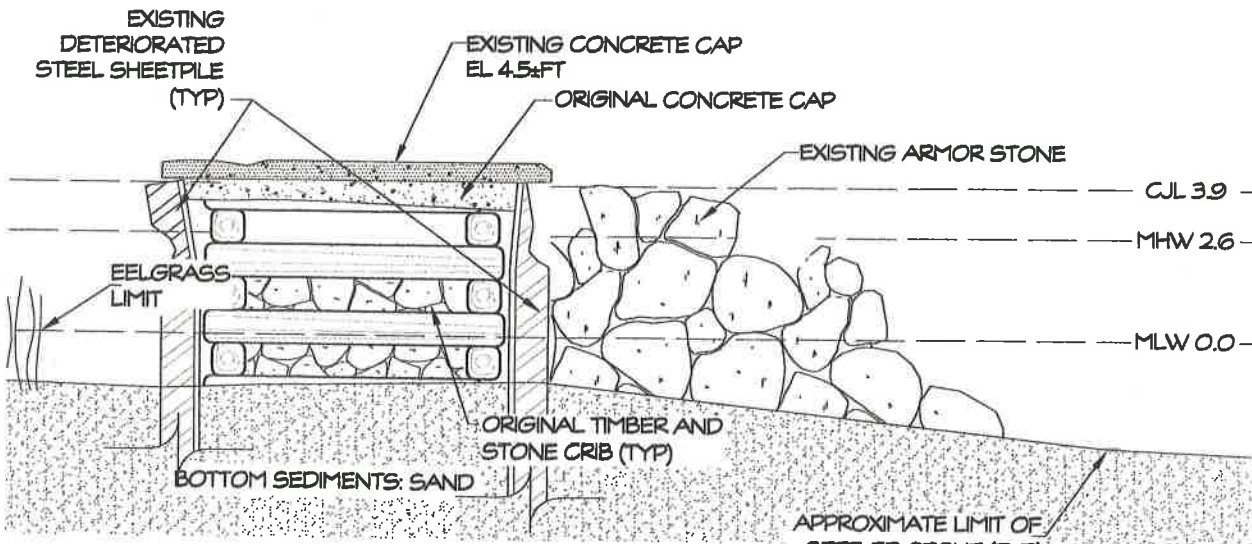 EXISTING
DETERIORATED
STEEL SHEETPILE
(TYP)
EXISTING CONCRETE CAP
EL 4.5±FT
ORIGINAL CONCRETE CAP
EXISTING ARMOR STONE
CJL 3.9
MHW 2.6
EELGRASS
LIMIT
MLW 0.0
ORIGINAL TIMBER AND
STONE CRIB (TYP)
BOTTOM SEDIMENTS: SAND
APPROXIMATE LIMIT OF